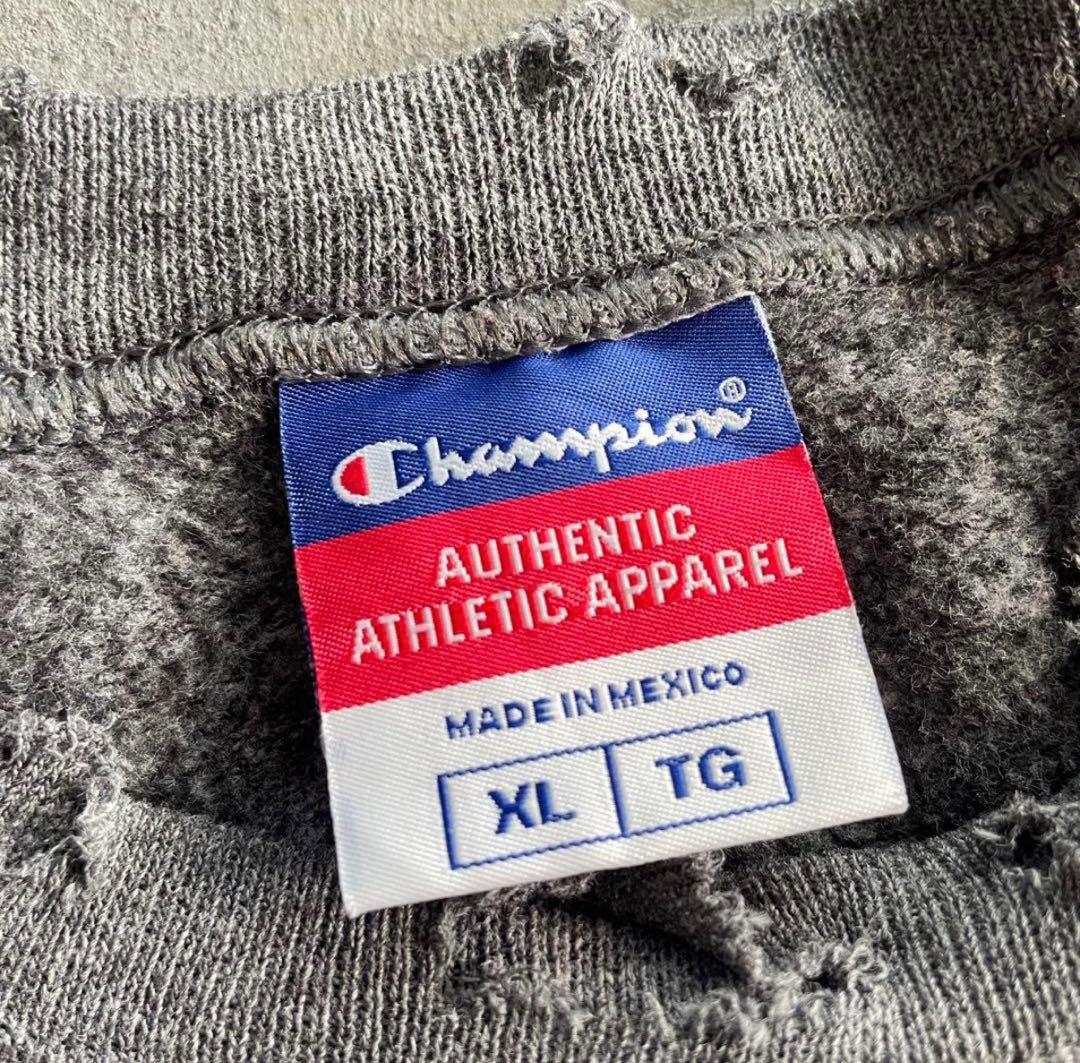 Champion®
AUTHENTIC
ATHLETIC APPAREL
MADE IN MEXICO
XL TG